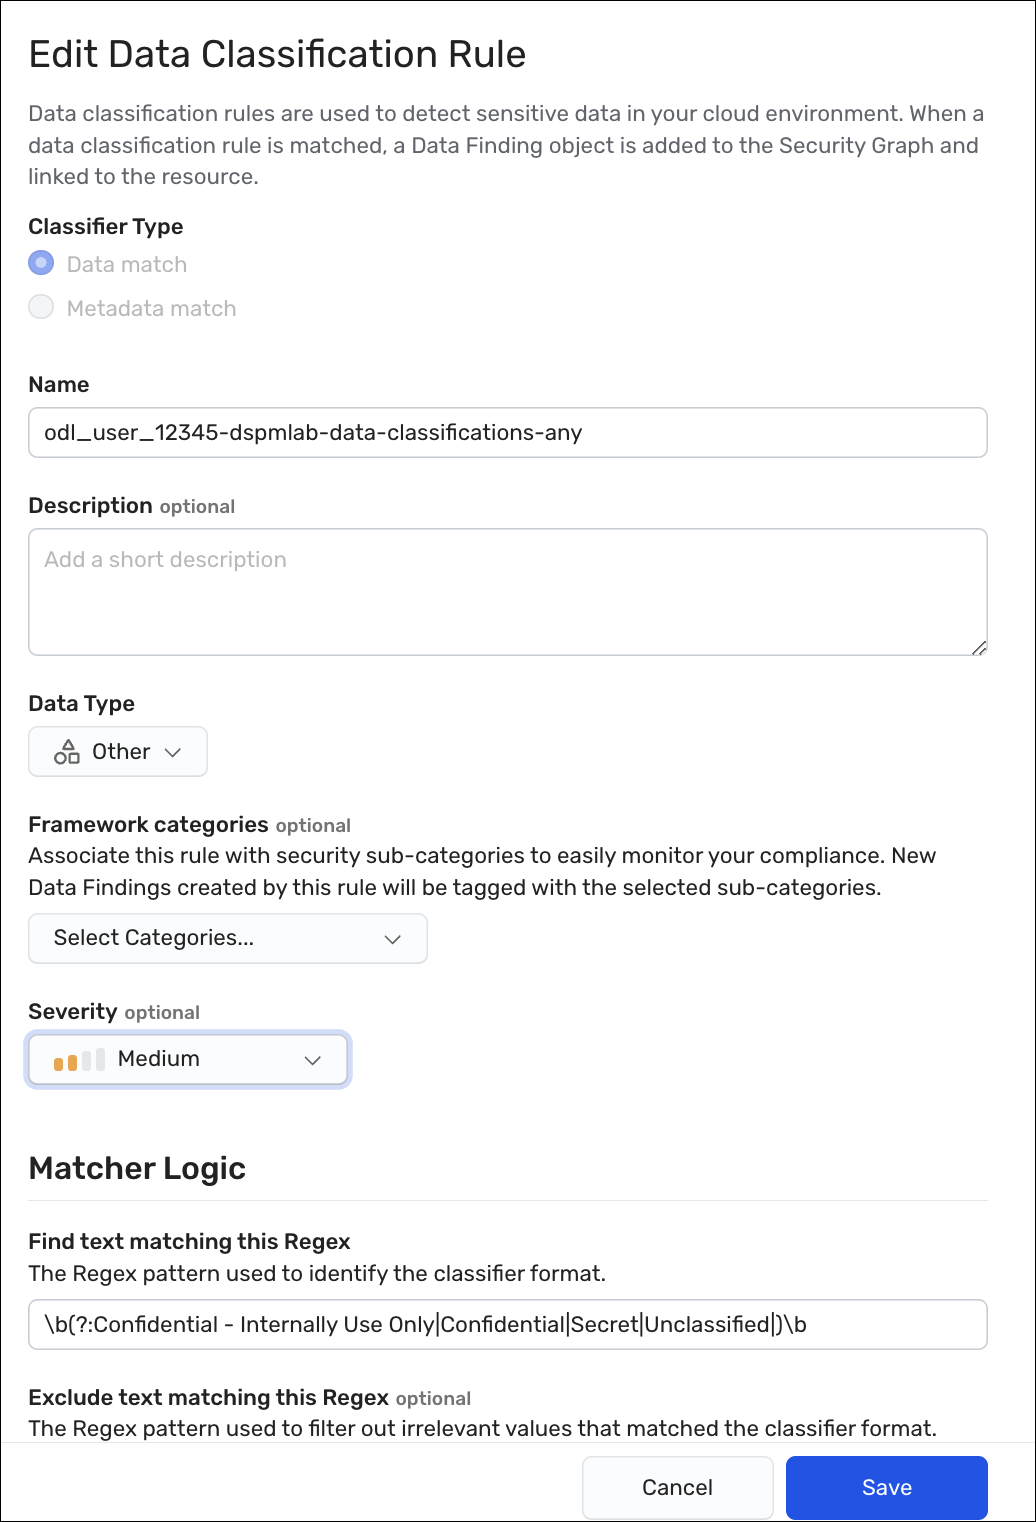 Edit Data Classification Rule
Data classification rules are used to detect sensitive data in your cloud environment. When a
data classification rule is matched, a Data Finding object is added to the Security Graph and
linked to the resource.
Classifier Type
Data match
Metadata match
Name
odl_user_12345-dspmlab-data-classifications-any
Description optional
Add a short description
Data Type
Other
Framework categories optional
Associate this rule with security sub-categories to easily monitor your compliance. New
Data Findings created by this rule will be tagged with the selected sub-categories.
Select Categories...
Severity optional
Medium
Matcher Logic
Find text matching this Regex
The Regex pattern used to identify the classifier format.
\b(?:Confidential - Internally Use Only|Confidential|Secret|Unclassified|)\b
Exclude text matching this Regex optional
The Regex pattern used to filter out irrelevant values that matched the classifier format.
Cancel Save